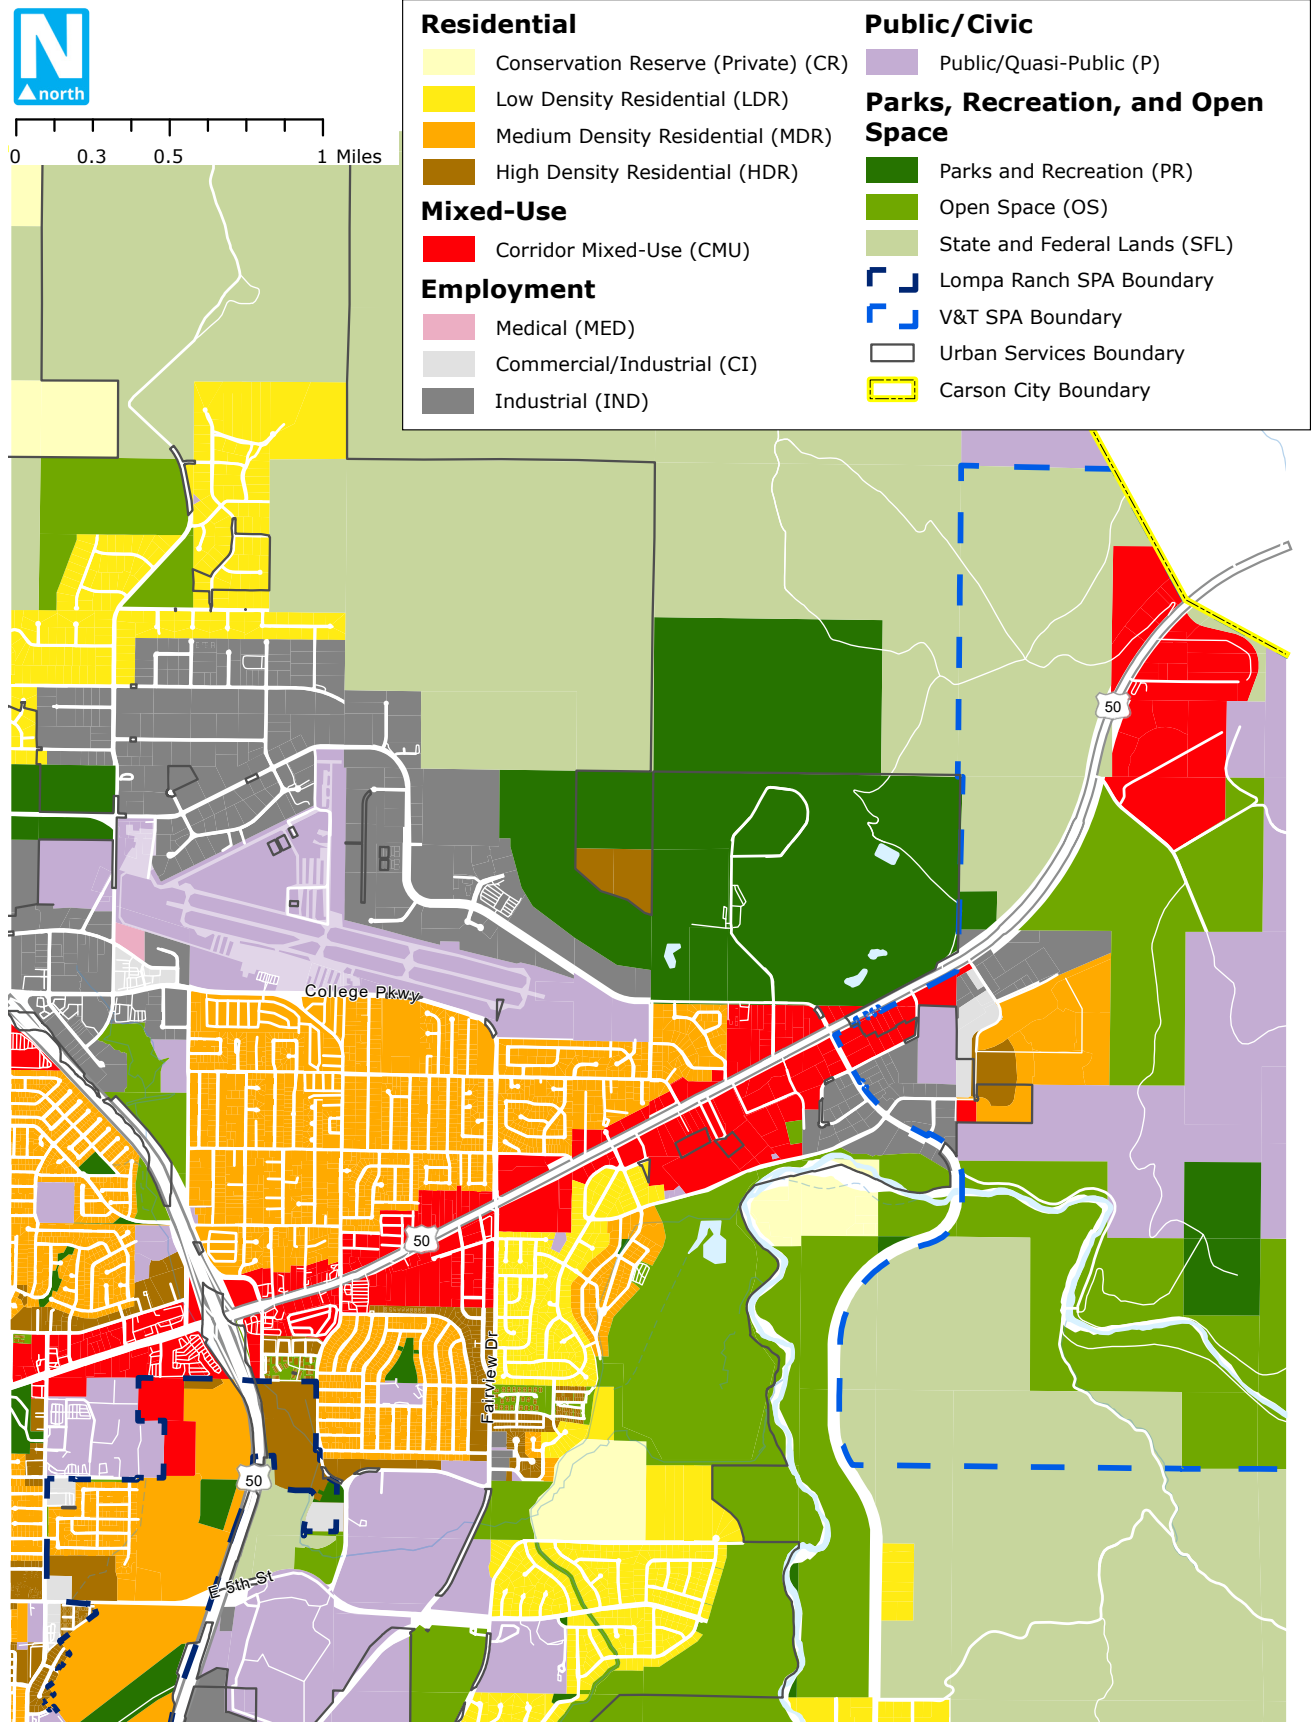 N
north
0 0.3 0.5 1 Miles
Residential
Conservation Reserve (Private) (CR)
Low Density Residential (LDR)
Medium Density Residential (MDR)
High Density Residential (HDR)
Mixed-Use
Corridor Mixed-Use (CMU)
Employment
Medical (MED)
Commercial/Industrial (CI)
Industrial (IND)
Public/Civic
Public/Quasi-Public (P)
Parks, Recreation, and Open
Space
Parks and Recreation (PR)
Open Space (OS)
State and Federal Lands (SFL)
Lompa Ranch SPA Boundary
V&T SPA Boundary
Urban Services Boundary
Carson City Boundary
50
College Pkwy
50
Fairview Dr
50
E 5th St